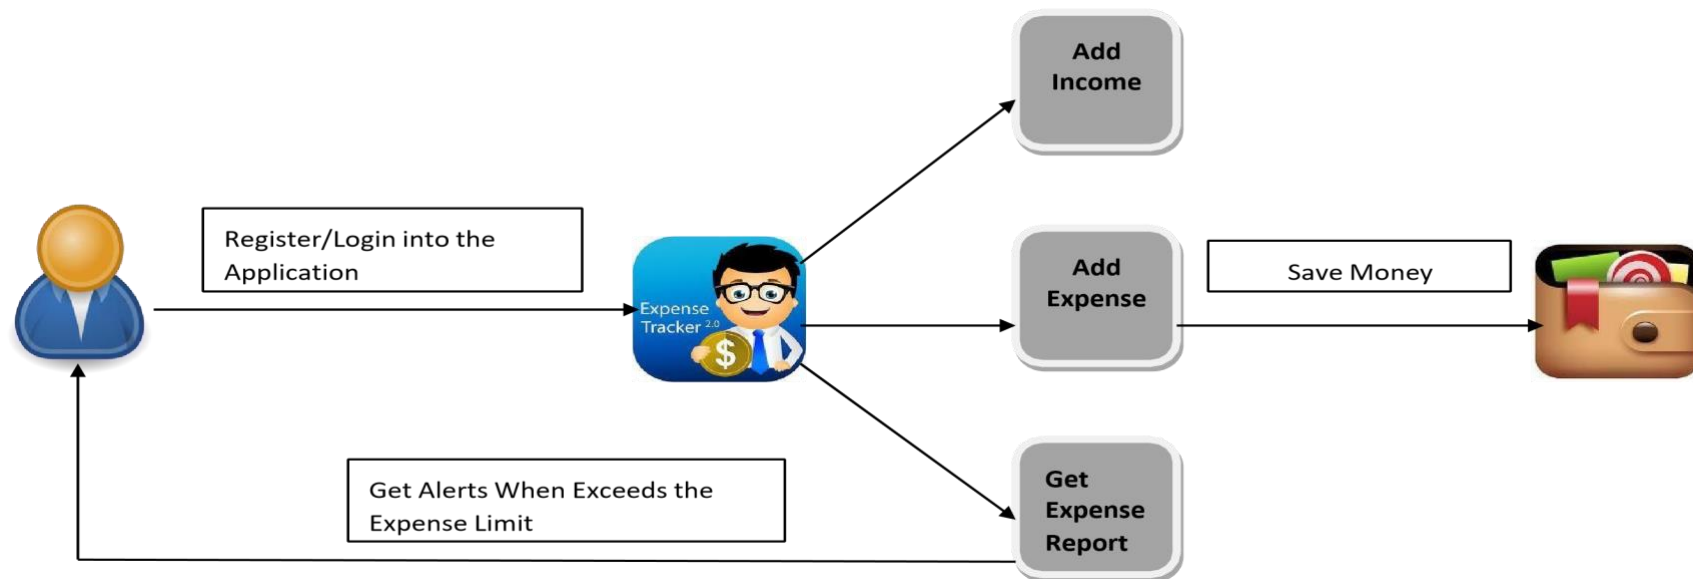 Add
Income
Register/Login into the
Application
Expense
Tracker 2.0
$
Add
Expense
Save Money
Get Alerts When Exceeds the
Expense Limit
Get
Expense
Report